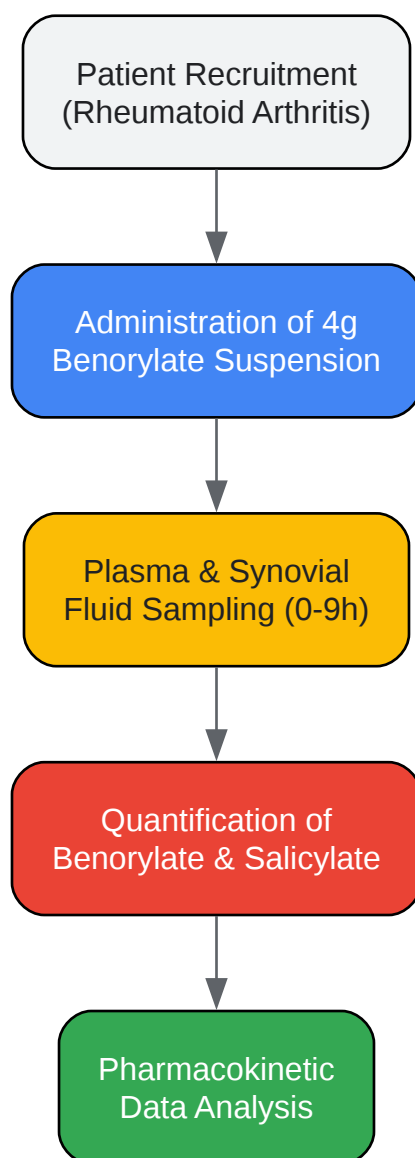 Patient Recruitment
(Rheumatoid Arthritis)
Administration of 4g
Benorylate Suspension
Plasma & Synovial
Fluid Sampling (0-9h)
Quantification of
Benorylate & Salicylate
Pharmacokinetic
Data Analysis